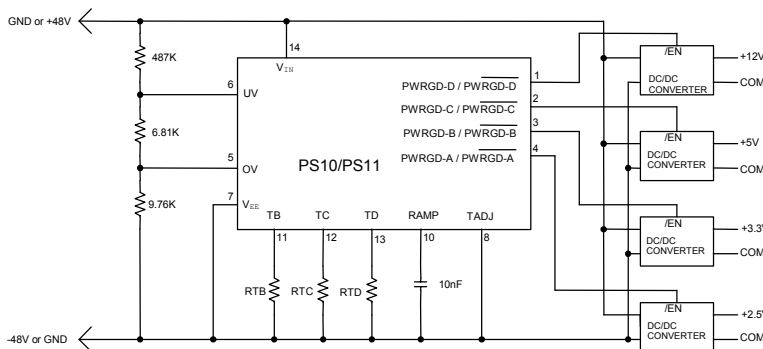 GND or +48V
487K
6.81K
9.76K
-48V or GND
14
VIN
6
UV
5
OV
7
VEE
PS10/PS11
PWRGD-D / PWRGD-D
1
PWRGD-C / PWRGD-C
2
PWRGD-B / PWRGD-B
3
PWRGD-A / PWRGD-A
4
TB
TC
TD
RAMP
TADJ
11
12
13
10
8
RTB
RTC
RTD
10nF
/EN
DC/DC
CONVERTER
+12V
COM
/EN
DC/DC
CONVERTER
+5V
COM
/EN
DC/DC
CONVERTER
+3.3V
COM
/EN
DC/DC
CONVERTER
+2.5V
COM